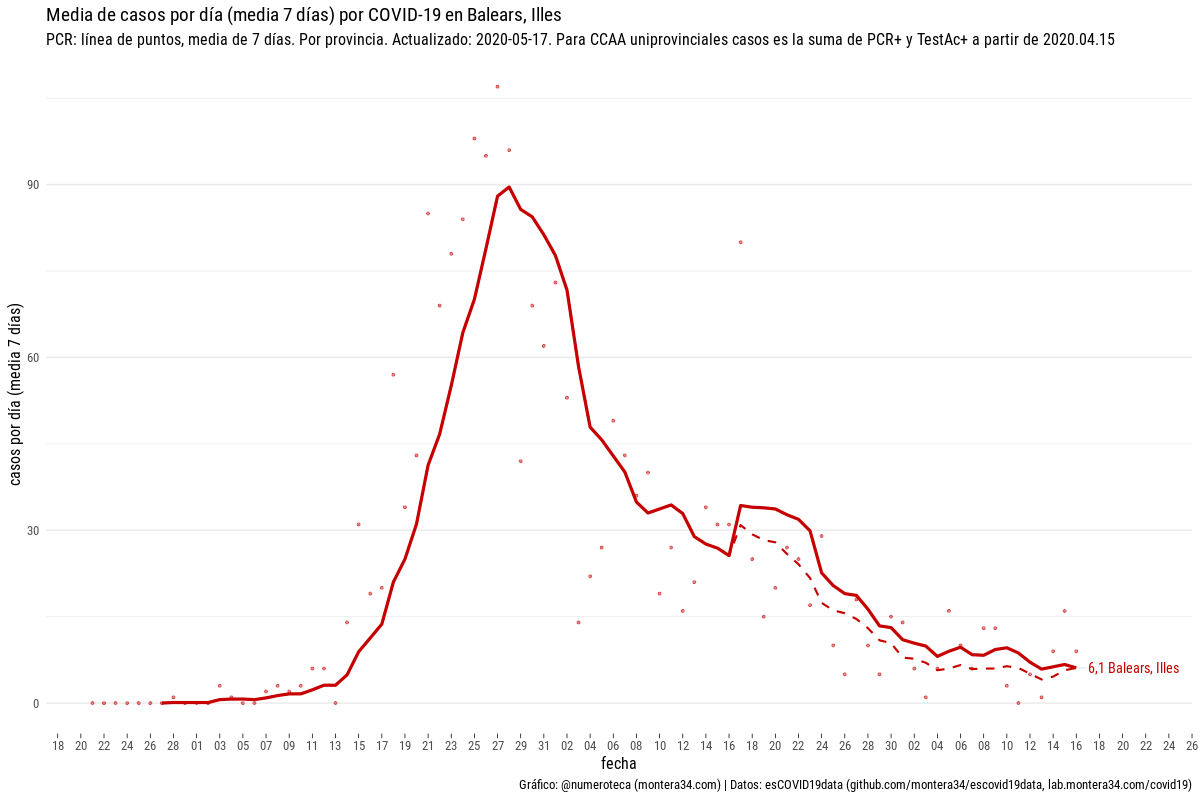 Media de casos por día (media 7 días) por COVID-19 en Balears, Illes
PCR: línea de puntos, media de 7 días. Por provincia. Actualizado: 2020-05-17. Para CCAA uniprovinciales casos es la suma de PCR+ y TestAc+ a partir de 2020.04.15
casos por día (media 7 días)
90
60
30
0
6,1 Balears, Illes
18 20 22 24 26 28 01 03 05 07 09 11 13 15 17 19 21 23 25 27 29 31 02 04 06 08 10 12 14 16 18 20 22 24 26 28 30 02 04 06 08 10 12 14 16 18 20 22 24 26
fecha
Gráfico: @numeroteca (montera34.com) | Datos: esCOVID19data (github.com/montera34/escovid19data, lab.montera34.com/covid19)